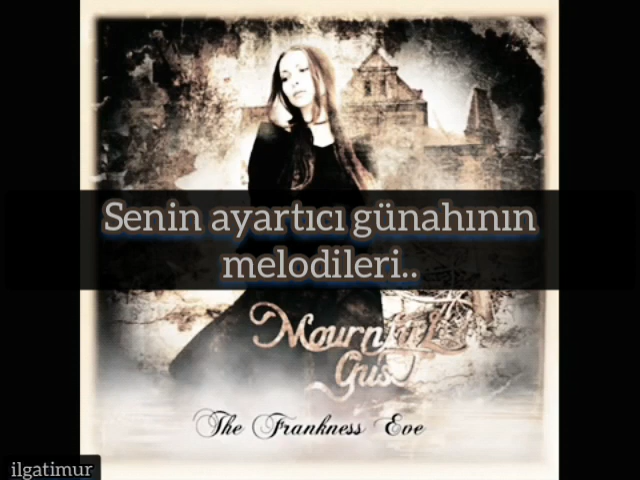 Senin ayartıcı günahının
melodileri..
Mournful
Gust
The Frankness Eve
ilgatimur